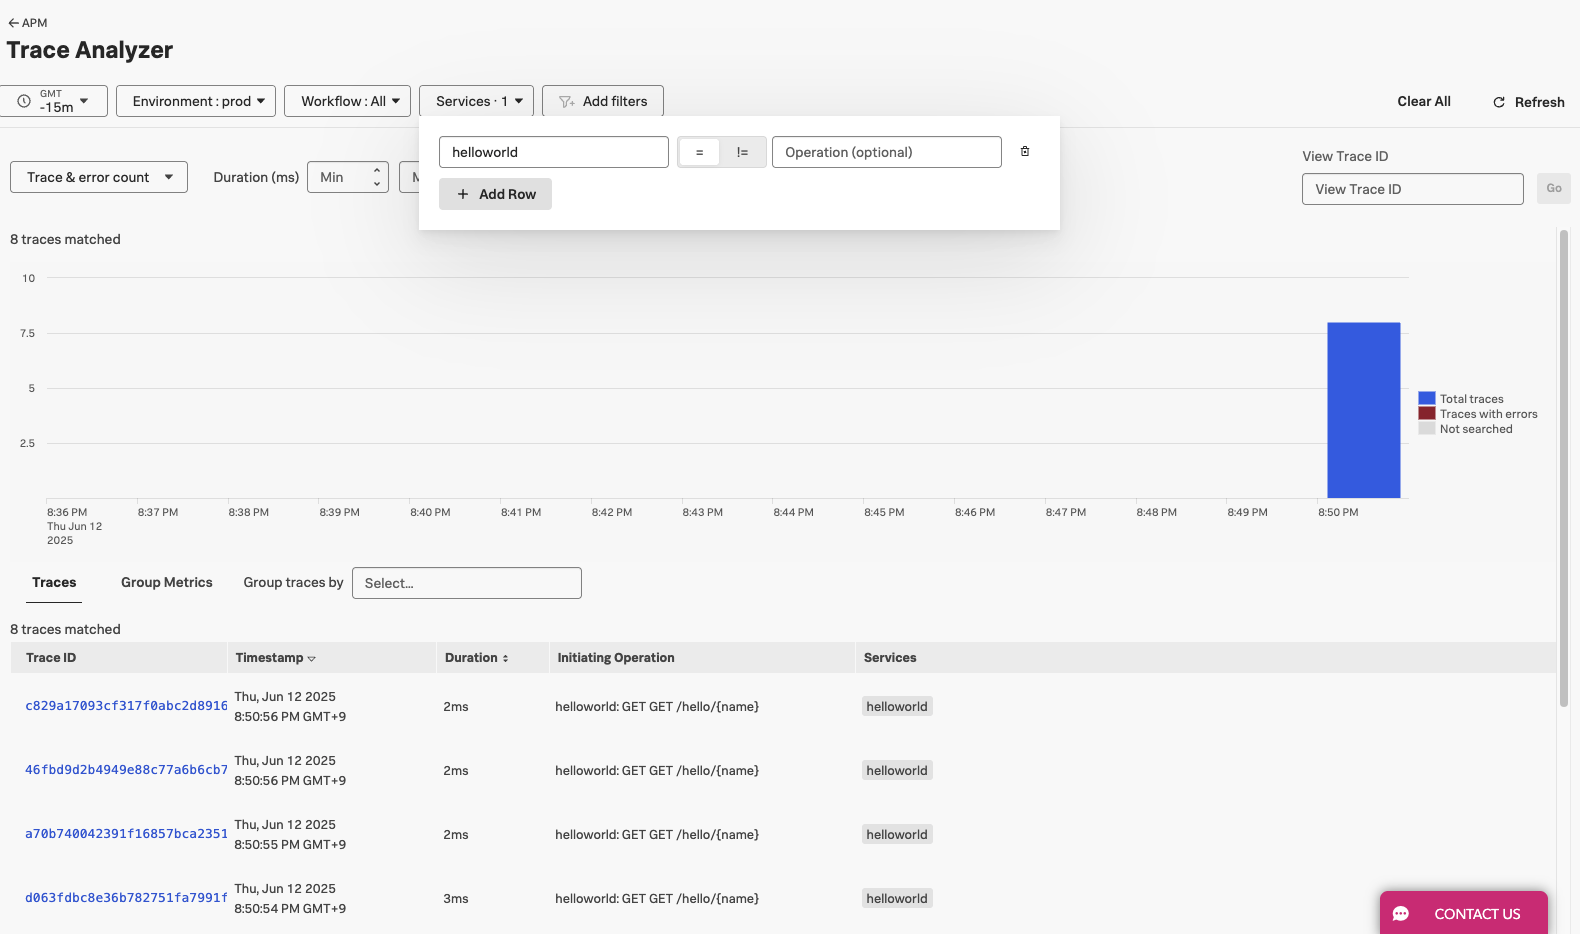 APM
Trace Analyzer
GMT
-15m
Environment : prod
Workflow : All
Services · 1
Add filters
Clear All
Refresh
helloworld
=
!=
Operation (optional)
Add Row
Trace & error count
Duration (ms)
Min
View Trace ID
View Trace ID
Go
8 traces matched
10
7.5
5
2.5
Total traces
Traces with errors
Not searched
8:36 PM 8:37 PM 8:38 PM 8:39 PM 8:40 PM 8:41 PM 8:42 PM 8:43 PM 8:44 PM 8:45 PM 8:46 PM 8:47 PM 8:48 PM 8:49 PM 8:50 PM
Thu Jun 12
2025
Traces
Group Metrics
Group traces by
Select...
8 traces matched
Trace ID Timestamp Duration Initiating Operation Services
c829a17093cf317f0abc2d8916 Thu, Jun 12 2025 8:50:56 PM GMT+9 2ms helloworld: GET GET /hello/{name} helloworld
46fbd9d2b4949e88c77a6b6cb7 Thu, Jun 12 2025 8:50:56 PM GMT+9 2ms helloworld: GET GET /hello/{name} helloworld
a70b740042391f16857bca2351 Thu, Jun 12 2025 8:50:55 PM GMT+9 2ms helloworld: GET GET /hello/{name} helloworld
d063fdbc8e36b782751fa7991f Thu, Jun 12 2025 8:50:54 PM GMT+9 3ms helloworld: GET GET /hello/{name} helloworld
CONTACT US